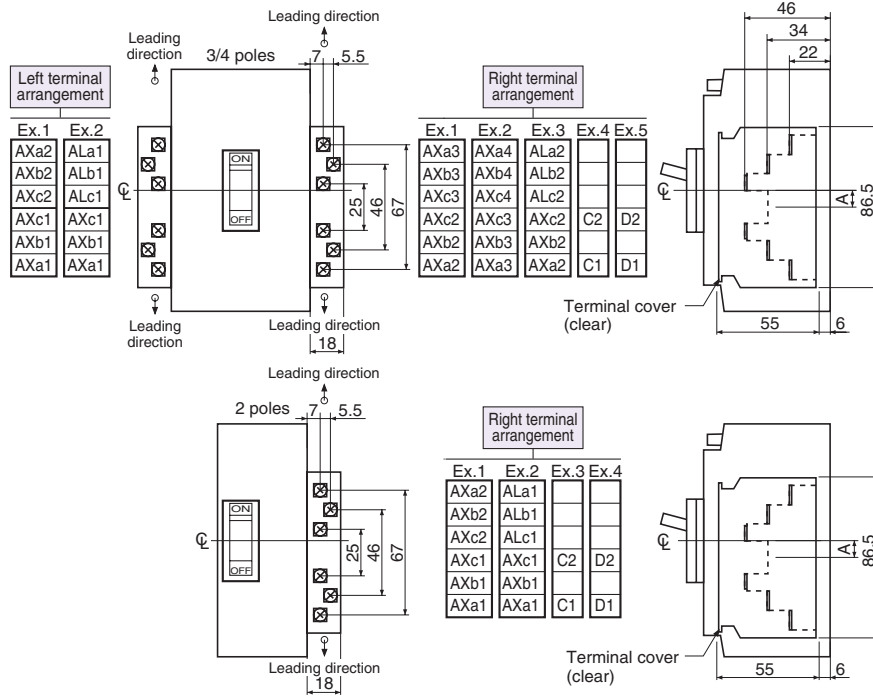 Leading direction
Leading
direction
3/4 poles
7
5.5
46
34
22
Left terminal
arrangement
Right terminal
arrangement
Ex.1 Ex.2
AXa2 ALa1
AXb2 ALb1
AXc2 ALc1
AXc1 AXc1
AXb1 AXb1
AXa1 AXa1
ON
OFF
℄
25
46
67
Ex.1 Ex.2 Ex.3 Ex.4 Ex.5
AXa3 AXa4 ALa2
AXb3 AXb4 ALb2
AXc3 AXc4 ALc2
AXc2 AXc3 AXc2 C2 D2
AXb2 AXb3 AXb2
AXa2 AXa3 AXa2 C1 D1
℄
A
86.5
Leading
direction
Leading direction
18
Terminal cover
(clear)
55
6
Leading direction
2 poles
7
5.5
Right terminal
arrangement
Ex.1 Ex.2 Ex.3 Ex.4
AXa2 ALa1
AXb2 ALb1
AXc2 ALc1
AXc1 AXc1 C2 D2
AXb1 AXb1
AXa1 AXa1 C1 D1
ON
OFF
℄
25
46
67
℄
A
86.5
Leading direction
18
Terminal cover
(clear)
55
6